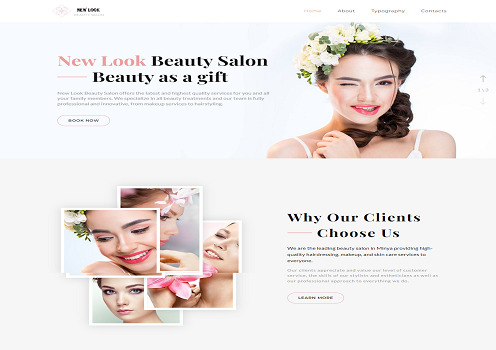 NEW LOOK
Home About Typography Contacts
New Look Beauty Salon
Beauty as a gift
New Look Beauty Salon offers the latest and highest quality services for you and all
your family members. We specialize in all beauty treatments and our team is fully
professional and innovative, from makeup services to hairstyling.
BOOK NOW
Why Our Clients
Choose Us
We are the leading beauty salon in Minya providing high-
quality hairdressing, makeup, and skin care services to
everyone.
Our clients appreciate and value our level of customer
service, the skills of our stylists and estheticians as well as
our professional approach to everything we do.
LEARN MORE